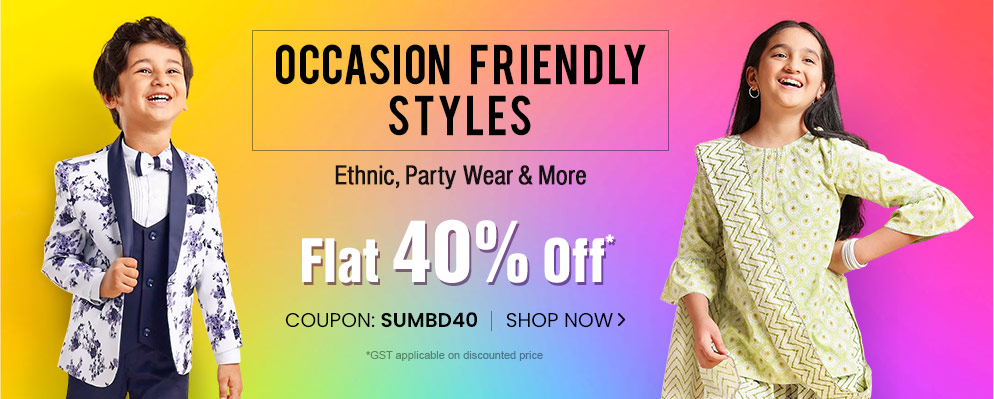 OCCASION FRIENDLY
STYLES
Ethnic, Party Wear & More
Flat 40% Off*
COUPON: SUMBD40 | SHOP NOW >
*GST applicable on discounted price